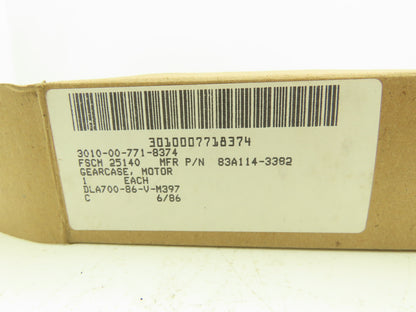 3010007718374
3010-00-771-8374
FSCM 25140 MFR P/N 83A114-3382
GEARCASE, MOTOR
1 EACH
DLA700-86-V-M397
C 6/86